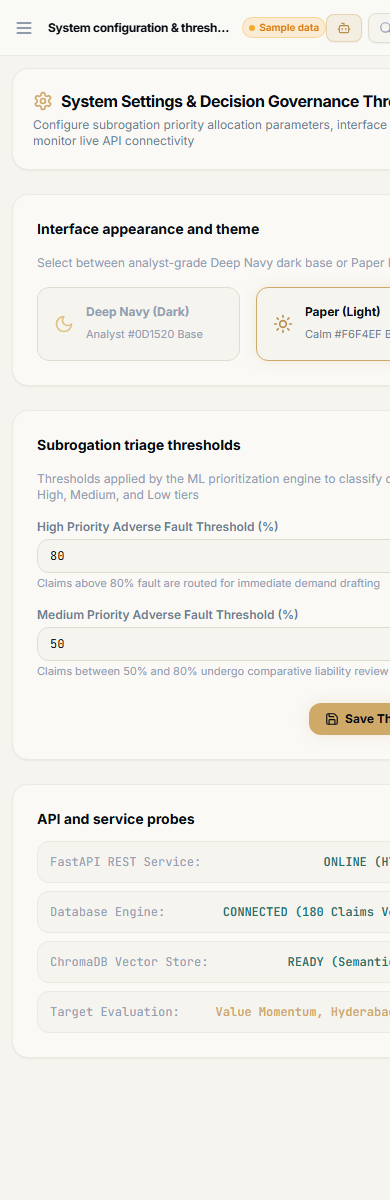 System configuration & thresh...
Sample data
System Settings & Decision Governance
Configure subrogation priority allocation parameters, interface
monitor live API connectivity
Interface appearance and theme
Select between analyst-grade Deep Navy dark base or Paper
Deep Navy (Dark)
Analyst #0D1520 Base
Paper (Light)
Calm #F6F4EF
Subrogation triage thresholds
Thresholds applied by the ML prioritization engine to classify
High, Medium, and Low tiers
High Priority Adverse Fault Threshold (%)
80
Claims above 80% fault are routed for immediate demand drafting
Medium Priority Adverse Fault Threshold (%)
50
Claims between 50% and 80% undergo comparative liability review
Save
API and service probes
FastAPI REST Service:
ONLINE
Database Engine:
CONNECTED (180 Claims
ChromaDB Vector Store:
READY
Target Evaluation:
Value Momentum,